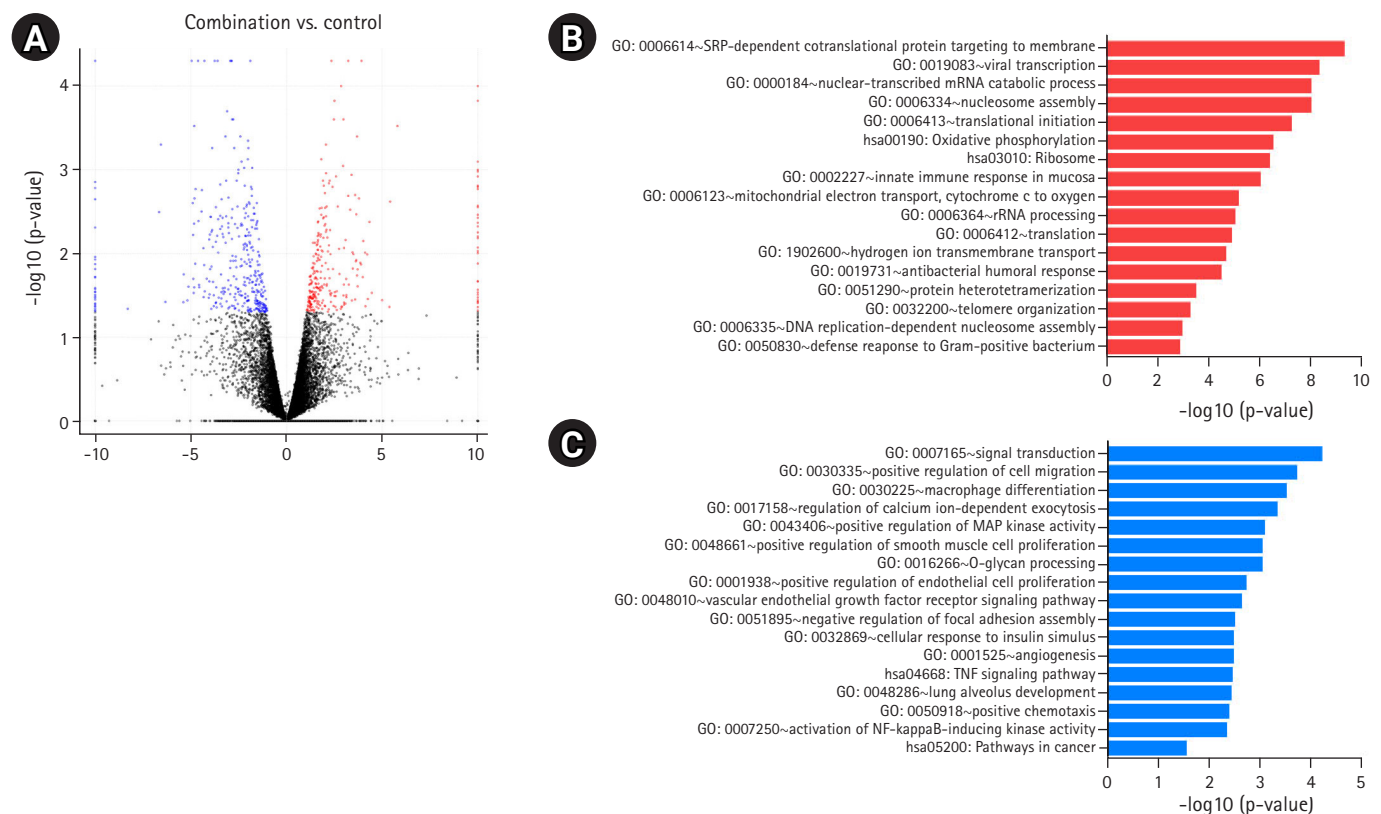 A
Combination vs. control
-log10 (p-value)
4
3
2
1
0
-10
-5
0
5
10
B
GO: 0006614~SRP-dependent cotranslational protein targeting to membrane
GO: 0019083~viral transcription
GO: 0000184~nuclear-transcribed mRNA catabolic process
GO: 0006334~nucleosome assembly
GO: 0006413~translational initiation
hsa00190: Oxidative phosphorylation
hsa03010: Ribosome
GO: 0002227~innate immune response in mucosa
GO: 0006123~mitochondrial electron transport, cytochrome c to oxygen
GO: 0006364~rRNA processing
GO: 0006412~translation
GO: 1902600~hydrogen ion transmembrane transport
GO: 0019731~antibacterial humoral response
GO: 0051290~protein heterotetramerization
GO: 0032200~telomere organization
GO: 0006335~DNA replication-dependent nucleosome assembly
GO: 0050830~defense reaponse to Gram-positive bacterium
0
2
4
6
8
10
-log10 (p-value)
C
GO: 0007165~signal transduction
GO: 0030335~positive regulation of cell migration
GO: 0030225~macrophage differentiation
GO: 0017158~regulation of calcium ion-dependent exocytosis
GO: 0043406~positive regulation of MAP kinase activity
GO: 0048661~positive regulation of smooth muscle cell proliferation
GO: 0016266~O-glycan processing
GO: 0001938~positive regulation of endothelial cell proliferation
GO: 0048010~vascular endothelial growth factor receptor signaling pathway
GO: 0051895~negative regulation of focal adhesion assembly
GO: 0032869~cellular response to insulin simulus
GO: 0001525~angiogenesis
hsa04668: TNF signaling pathway
GO: 0048286~lung alveolus development
GO: 0050918~positive chemotaxis
GO: 0007250~activation of NF-kappaB-inducing kinase activity
hsa05200: Pathways in cancer
0
1
2
3
4
5
-log10 (p-value)